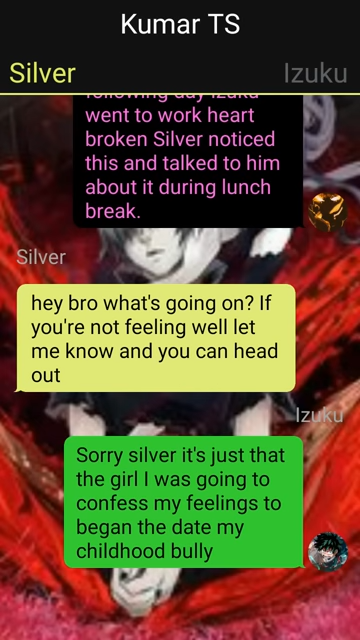 Kumar TS
Silver Izuku
following day Izuku
went to work heart
broken Silver noticed
this and talked to him
about it during lunch
break.
Silver
hey bro what's going on? If
you're not feeling well let
me know and you can head
out
Izuku
Sorry silver it's just that
the girl I was going to
confess my feelings to
began the date my
childhood bully